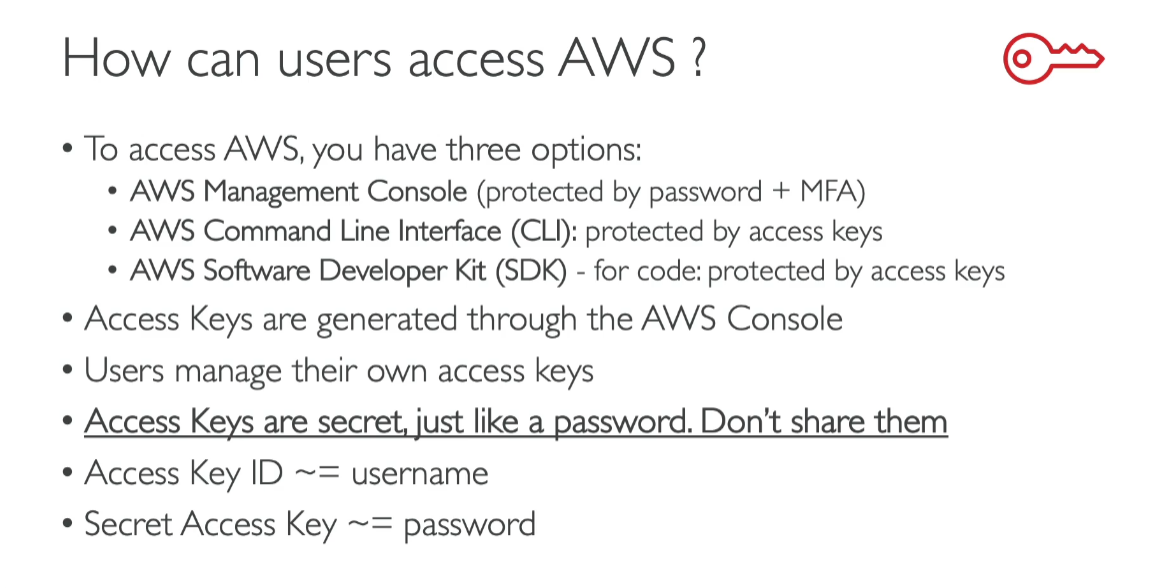 How can users access AWS ?
• To access AWS, you have three options:
• AWS Management Console (protected by password + MFA)
• AWS Command Line Interface (CLI): protected by access keys
• AWS Software Developer Kit (SDK) - for code: protected by access keys
• Access Keys are generated through the AWS Console
• Users manage their own access keys
• Access Keys are secret, just like a password. Don't share them
• Access Key ID ~= username
• Secret Access Key ~= password